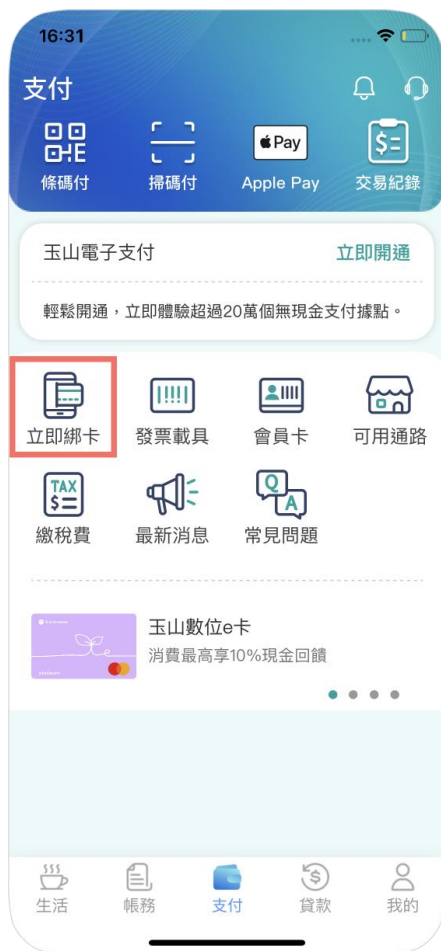 16:31
支付
條碼付
掃碼付
Pay
Apple Pay
$
交易紀錄
玉山電子支付
立即開通
輕鬆開通，立即體驗超過20萬個無現金支付據點。
立即綁卡
發票載具
會員卡
可用通路
TAX
$
繳稅費
最新消息
Q
A
常見問題
玉山數位e卡
消費最高享10%現金回饋
生活
帳務
支付
$
貸款
我的